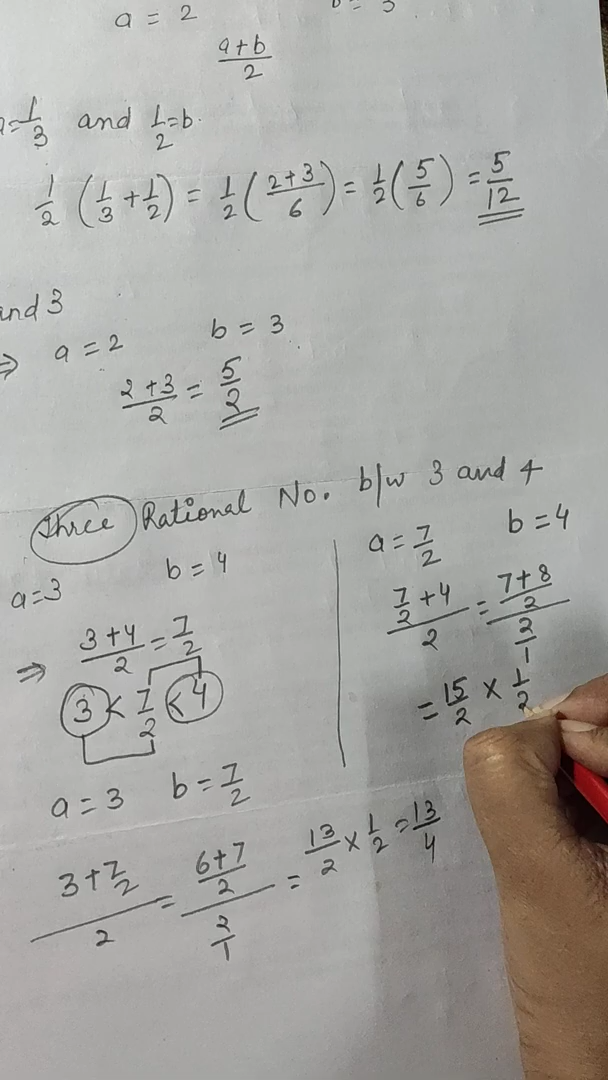 a = 2
a+b/2
a=1/3 and 1/2=b.
1/2 (1/3 + 1/2) = 1/2 (2+3/6) = 1/2 (5/6) = 5/12
and 3
⇒ a = 2 b = 3
2+3/2 = 5/2
Three Rational No. b/w 3 and 4
a=3 b = 4
⇒ 3+4/2 = 7/2
3 < 7/2 < 4
a = 3 b = 7/2
3+7/2/2 = 6+7/2/2/1 = 13/2 × 1/2 = 13/4
a = 7/2 b = 4
7/2+4/2 = 7+8/2/2/1
= 15/2 × 1/2